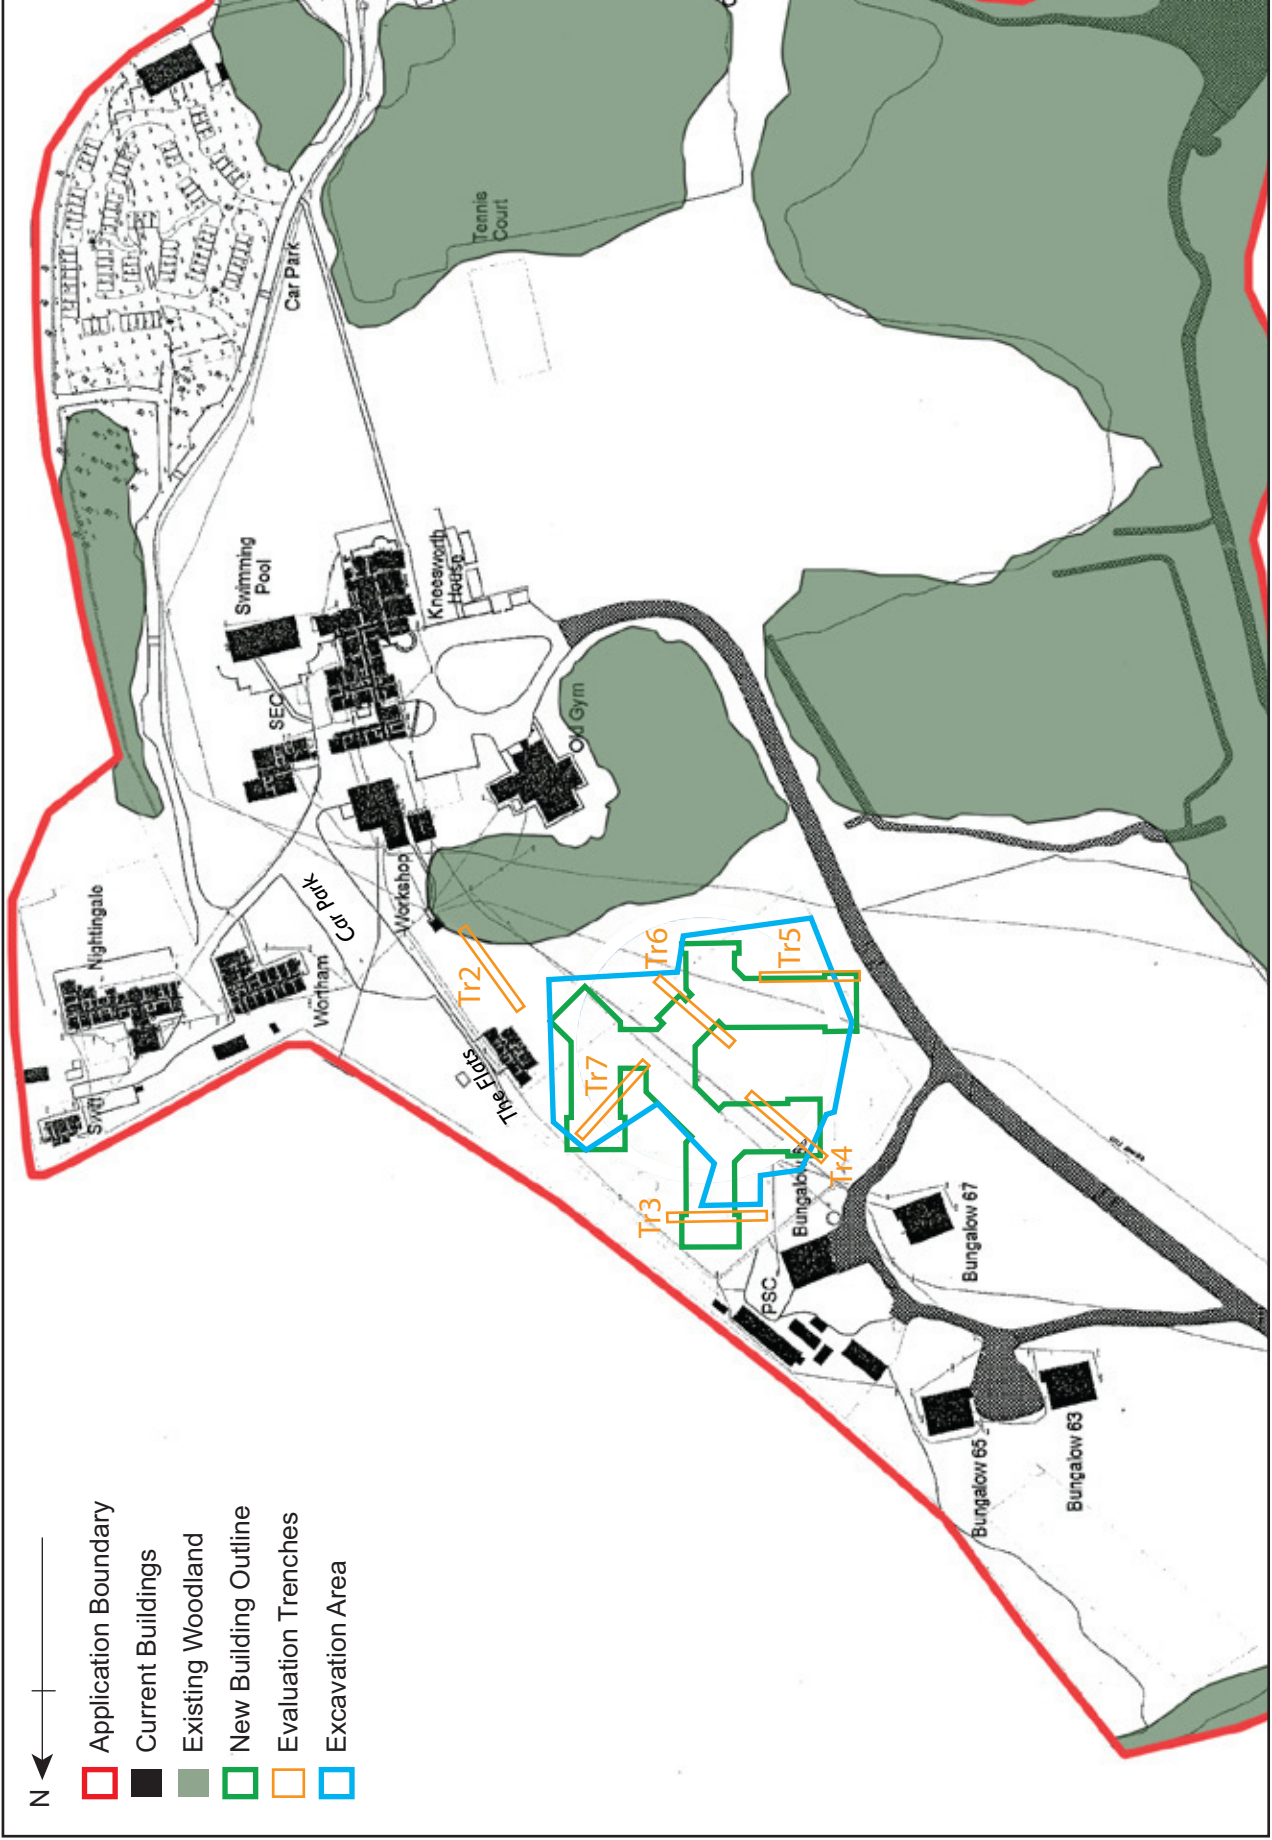 N
Application Boundary
Current Buildings
Existing Woodland
New Building Outline
Evaluation Trenches
Excavation Area
Swift
Nightingale
Wortham
Car Park
The Flats
Workshop
SEC
Swimming
Pool
Kneesworth
House
Old Gym
Car Park
Tennis
Court
Tr2
Tr7
Tr6
Tr5
Tr3
Tr4
PSC
Bungalow
Bungalow 67
Bungalow 65
Bungalow 63